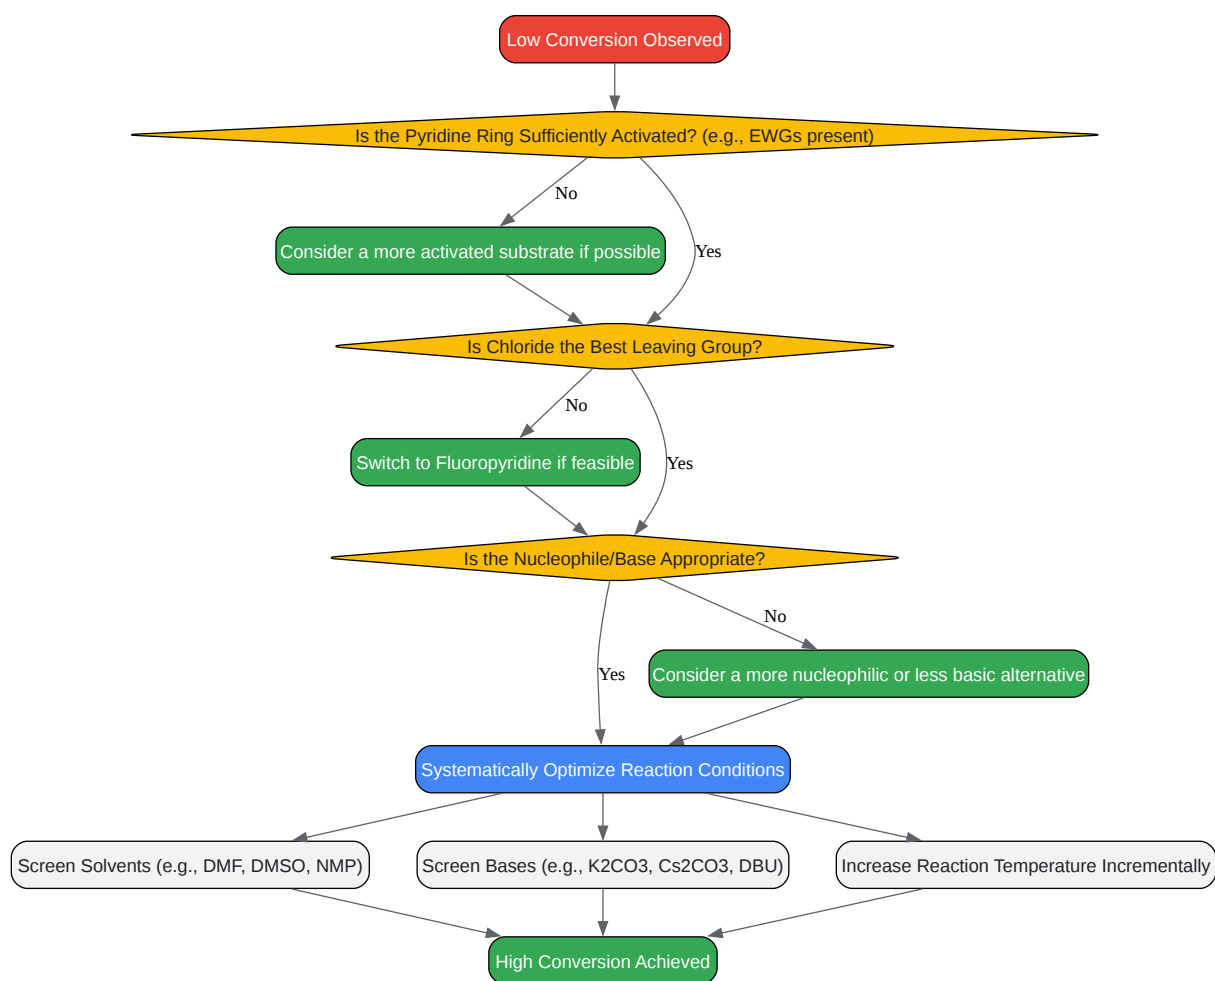 Low Conversion Observed
Is the Pyridine Ring Sufficiently Activated? (e.g., EWGs present)
No
Consider a more activated substrate if possible
Yes
Is Chloride the Best Leaving Group?
No
Switch to Fluoropyridine if feasible
Yes
Is the Nucleophile/Base Appropriate?
No
Yes
Consider a more nucleophilic or less basic alternative
Systematically Optimize Reaction Conditions
Screen Solvents (e.g., DMF, DMSO, NMP)
Screen Bases (e.g., K2CO3, Cs2CO3, DBU)
Increase Reaction Temperature Incrementally
High Conversion Achieved